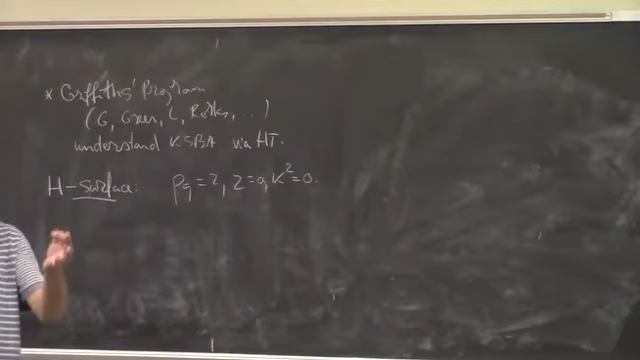 * Griffiths' Program
(G, Green, L, Robles, ...)
understand KSBA via HT.
H-surface: pg=2, q=0, K²=0.